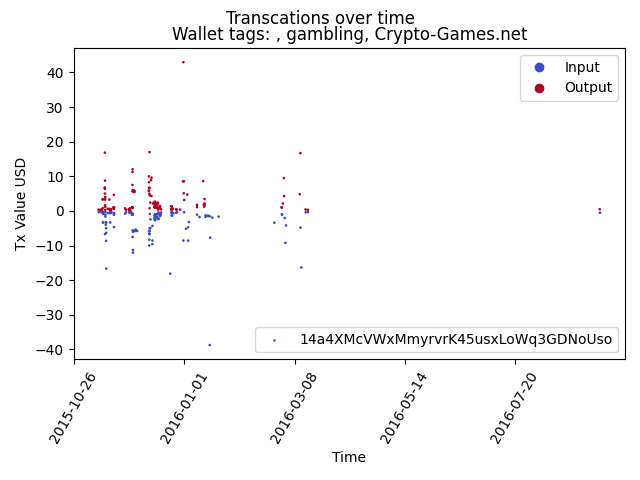 Transcations over time
Wallet tags: , gambling, Crypto-Games.net
Input
Output
40
30
20
10
0
−10
−20
−30
−40
Tx Value USD
14a4XMcVWxMmyrvrK45usxLoWq3GDNoUso
2015-10-26
2016-01-01
2016-03-08
2016-05-14
2016-07-20
Time